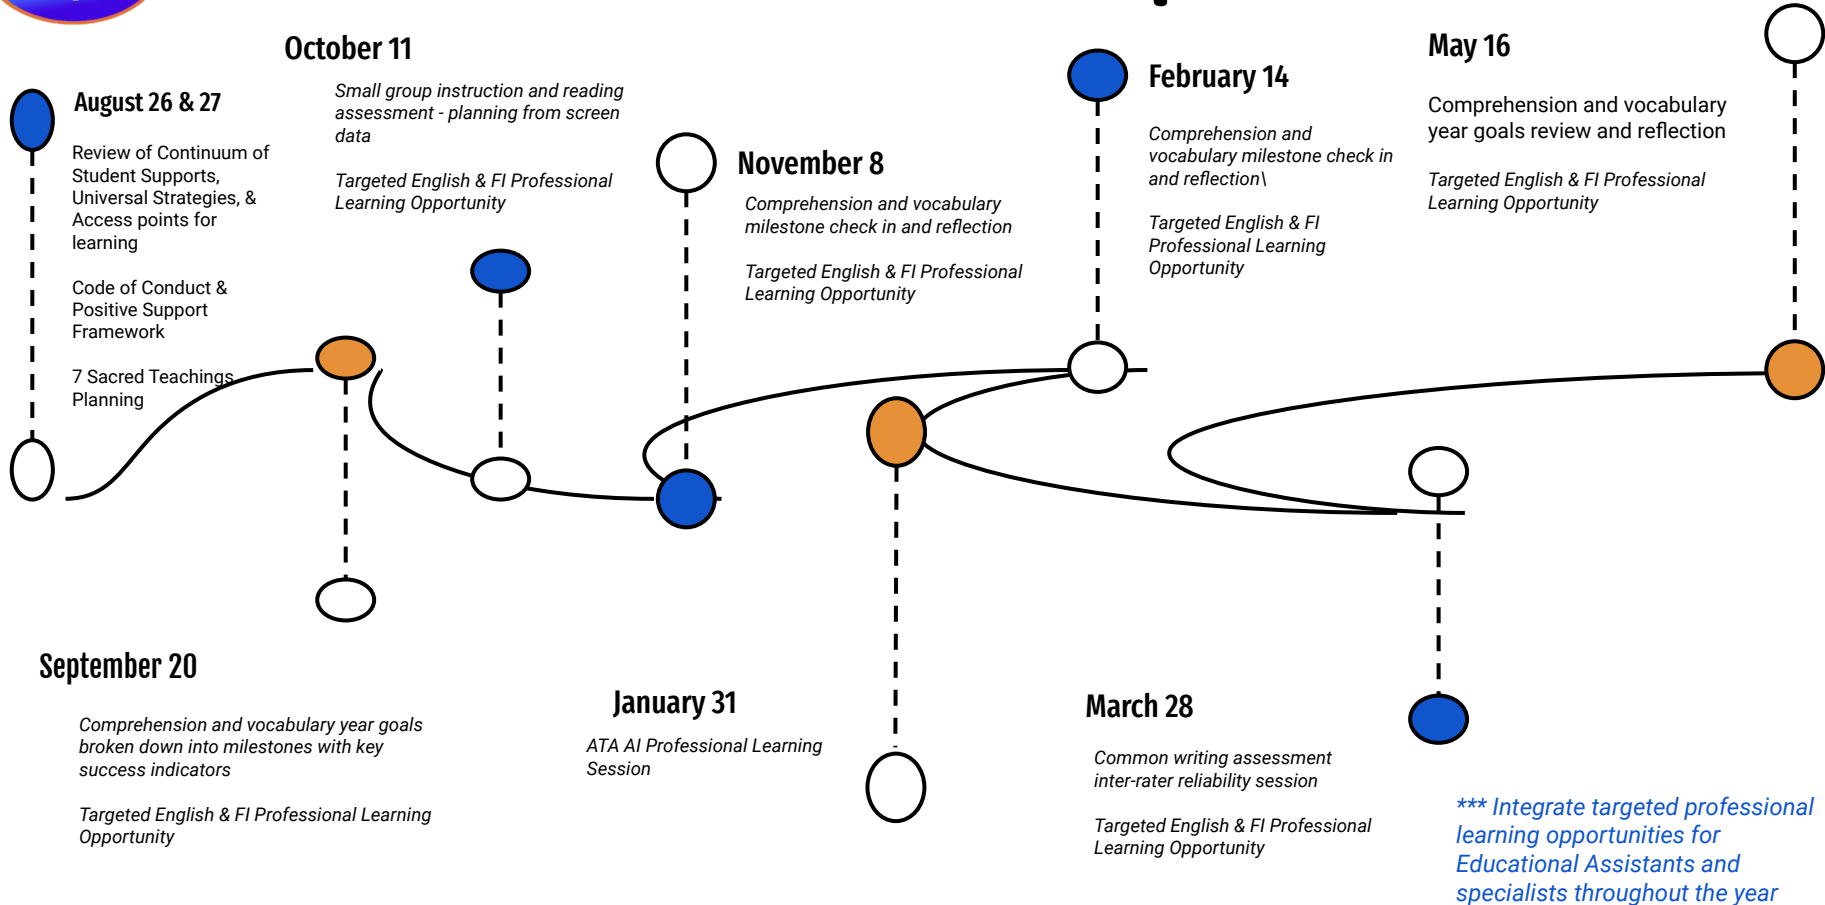 October 11
Small group instruction and reading
assessment - planning from screen
data
Targeted English & FI Professional
Learning Opportunity
August 26 & 27
Review of Continuum of
Student Supports,
Universal Strategies, &
Access points for
learning
Code of Conduct &
Positive Support
Framework
7 Sacred Teachings
Planning
November 8
Comprehension and vocabulary
milestone check in and reflection
Targeted English & FI Professional
Learning Opportunity
February 14
Comprehension and
vocabulary milestone check in
and reflection\
Targeted English & FI
Professional Learning
Opportunity
May 16
Comprehension and vocabulary
year goals review and reflection
Targeted English & FI Professional
Learning Opportunity
September 20
Comprehension and vocabulary year goals
broken down into milestones with key
success indicators
Targeted English & FI Professional Learning
Opportunity
January 31
ATA AI Professional Learning
Session
March 28
Common writing assessment
inter-rater reliability session
Targeted English & FI Professional
Learning Opportunity
*** Integrate targeted professional
learning opportunities for
Educational Assistants and
specialists throughout the year